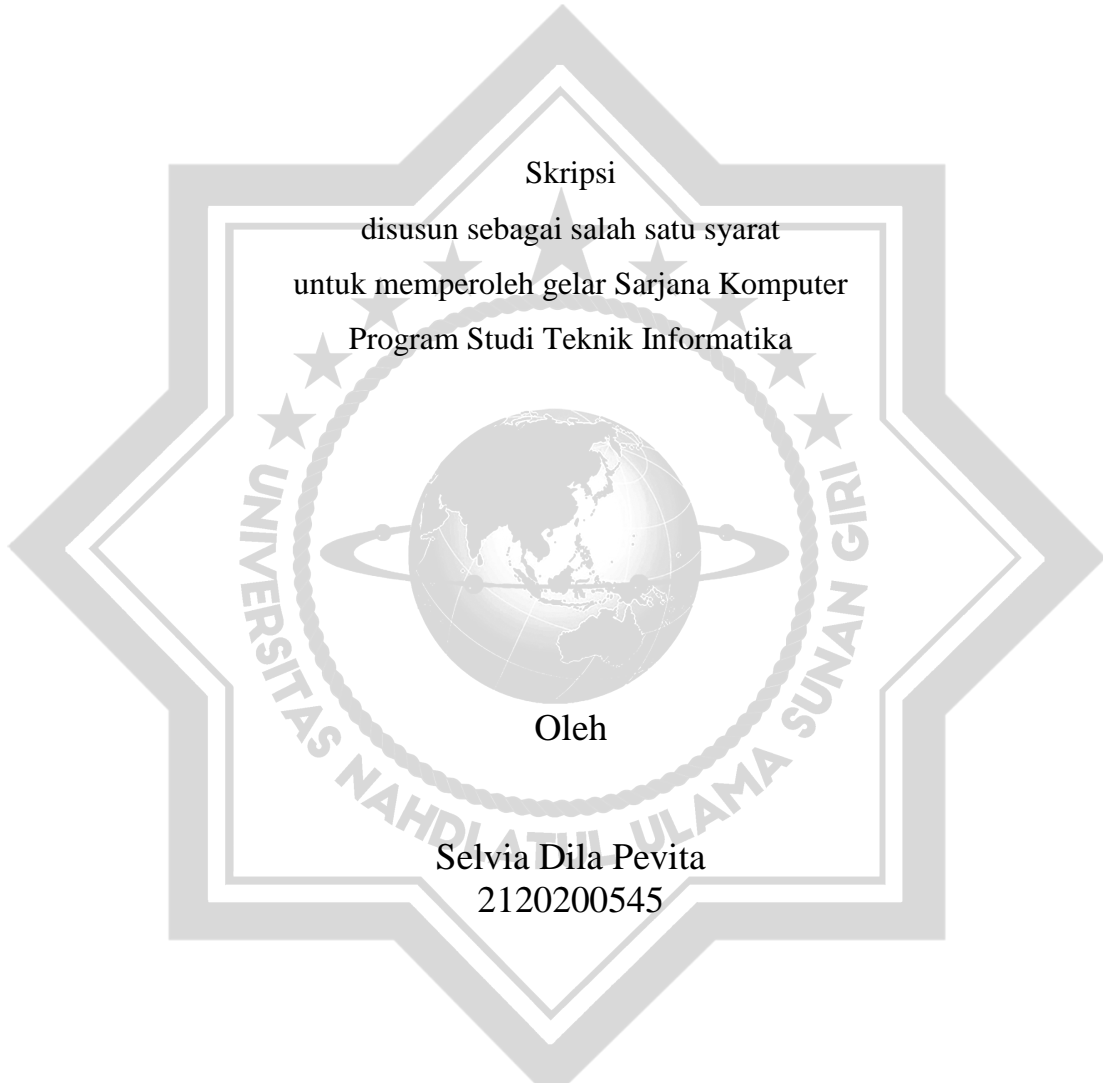 Skripsi
disusun sebagai salah satu syarat
untuk memperoleh gelar Sarjana Komputer
Program Studi Teknik Informatika
UNIVERSITAS NAHDLATUL ULAMA SUNAN GIRI
Oleh
Selvia Dila Pevita
2120200545